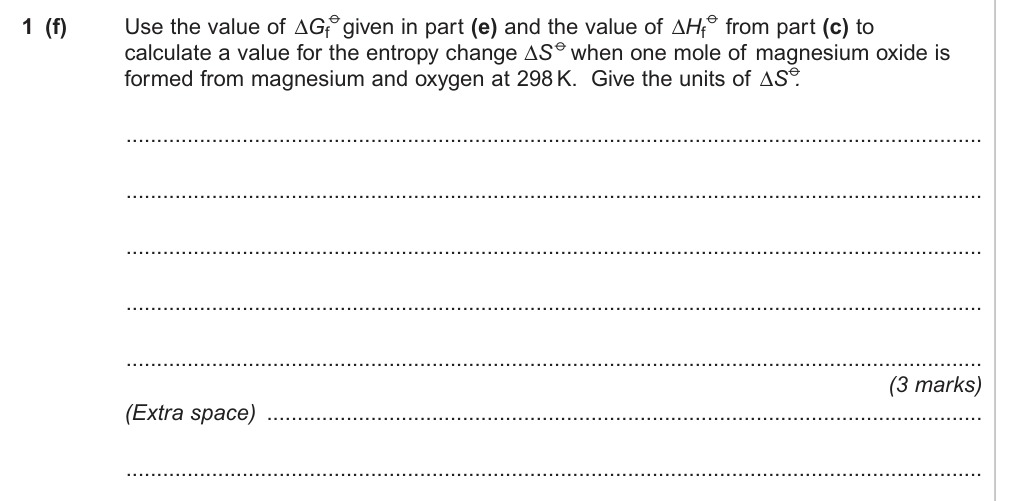 1 (f) Use the value of ΔGf⦵ given in part (e) and the value of ΔHf⦵ from part (c) to
calculate a value for the entropy change ΔS⦵ when one mole of magnesium oxide is
formed from magnesium and oxygen at 298 K. Give the units of ΔS⦵.
(3 marks)
(Extra space)